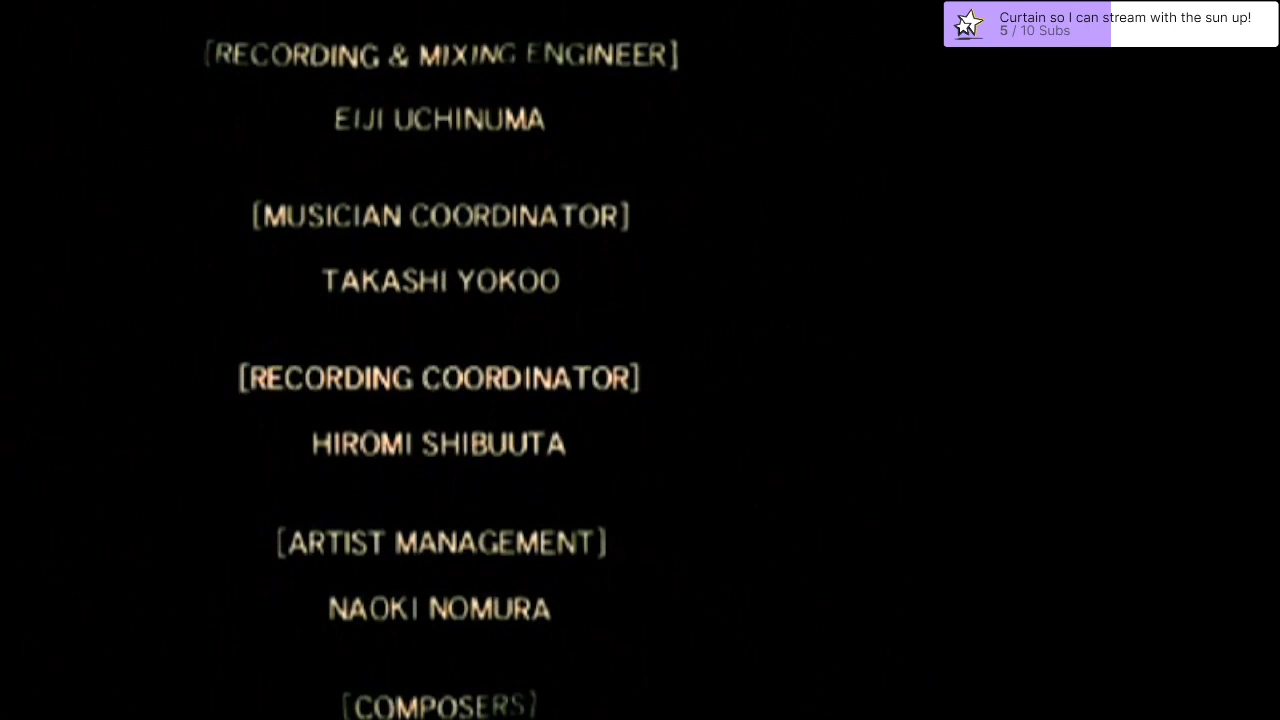 Curtain so I can stream with the sun up!
5 / 10 Subs
[RECORDING & MIXING ENGINEER]
EIJI UCHINUMA
[MUSICIAN COORDINATOR]
TAKASHI YOKOO
[RECORDING COORDINATOR]
HIROMI SHIBUUTA
[ARTIST MANAGEMENT]
NAOKI NOMURA
[COMPOSERS]